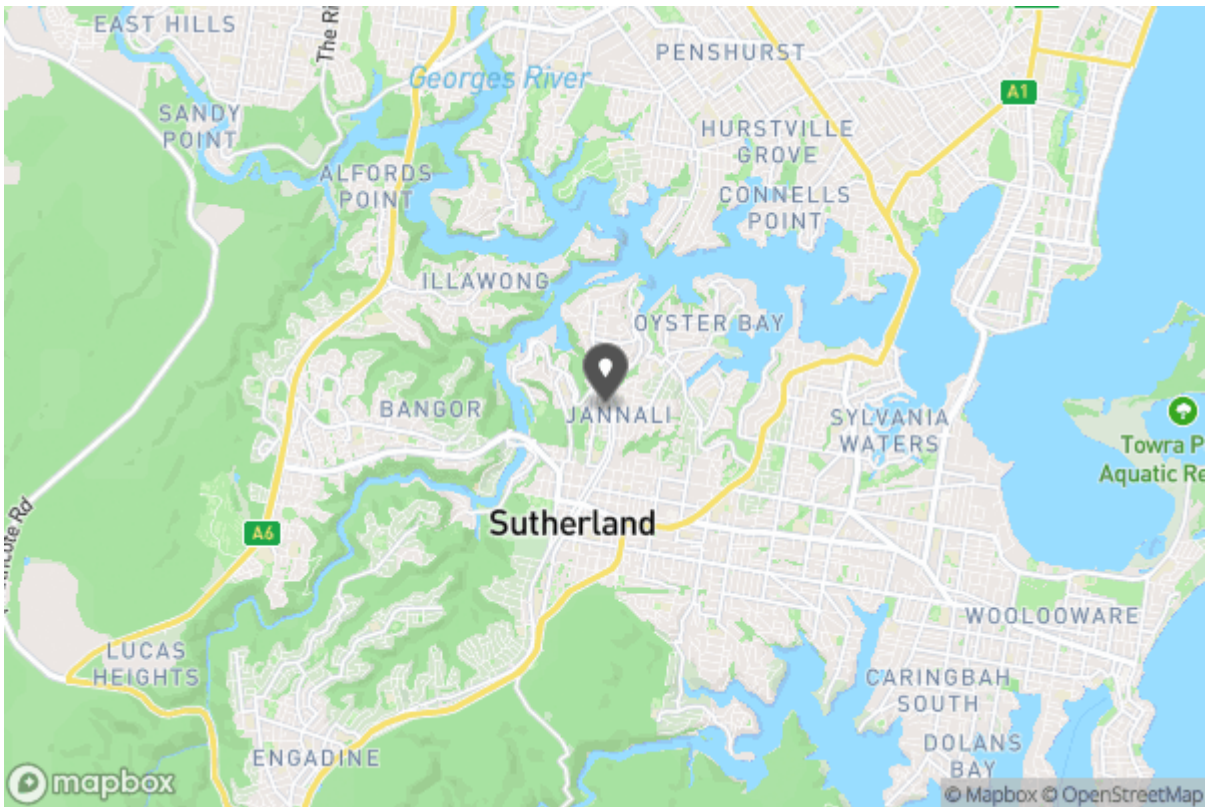 EAST HILLS
The Ri
PENSHURST
Georges River
A1
SANDY
POINT
HURSTVILLE
GROVE
ALFORDS
POINT
CONNELLS
POINT
ILLAWONG
OYSTER BAY
BANGOR
JANNALI
SYLVANIA
WATERS
Towra P
Aquatic Re
Sutherland
A6
WOOLOOWARE
LUCAS
HEIGHTS
CARINGBAH
SOUTH
ENGADINE
DOLANS
BAY
mapbox
© Mapbox © OpenStreetMap